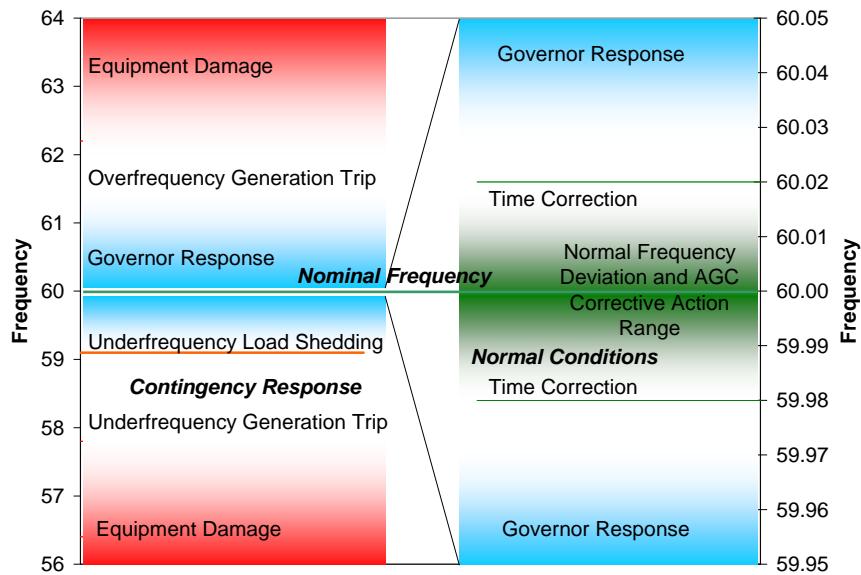 Frequency
64
63
62
61
60
59
58
57
56
Equipment Damage
Overfrequency Generation Trip
Governor Response
Nominal Frequency
Underfrequency Load Shedding
Contingency Response
Underfrequency Generation Trip
Equipment Damage
Governor Response
Time Correction
Normal Frequency
Deviation and AGC
Corrective Action
Range
Normal Conditions
Time Correction
Governor Response
60.05
60.04
60.03
60.02
60.01
60.00
59.99
59.98
59.97
59.96
59.95
Frequency